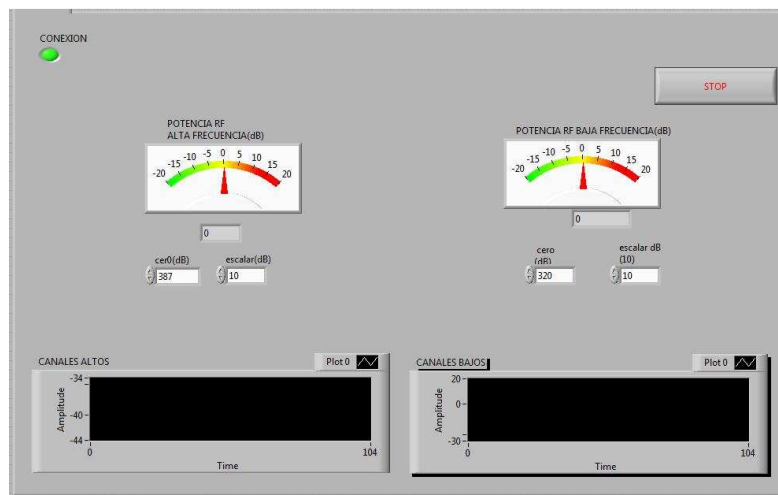 CONEXION
STOP
POTENCIA RF
ALTA FRECUENCIA(dB)
-20 -15 -10 -5 0 5 10 15 20
0
cer0(dB)
387
escalar(dB)
10
POTENCIA RF BAJA FRECUENCIA(dB)
-20 -15 -10 -5 0 5 10 15 20
0
cero
(dB)
320
escalar dB
(10)
10
CANALES ALTOS
Plot 0
Amplitude
-34
-40
-44
0
104
Time
CANALES BAJOS
Plot 0
Amplitude
20
0
-30
0
104
Time